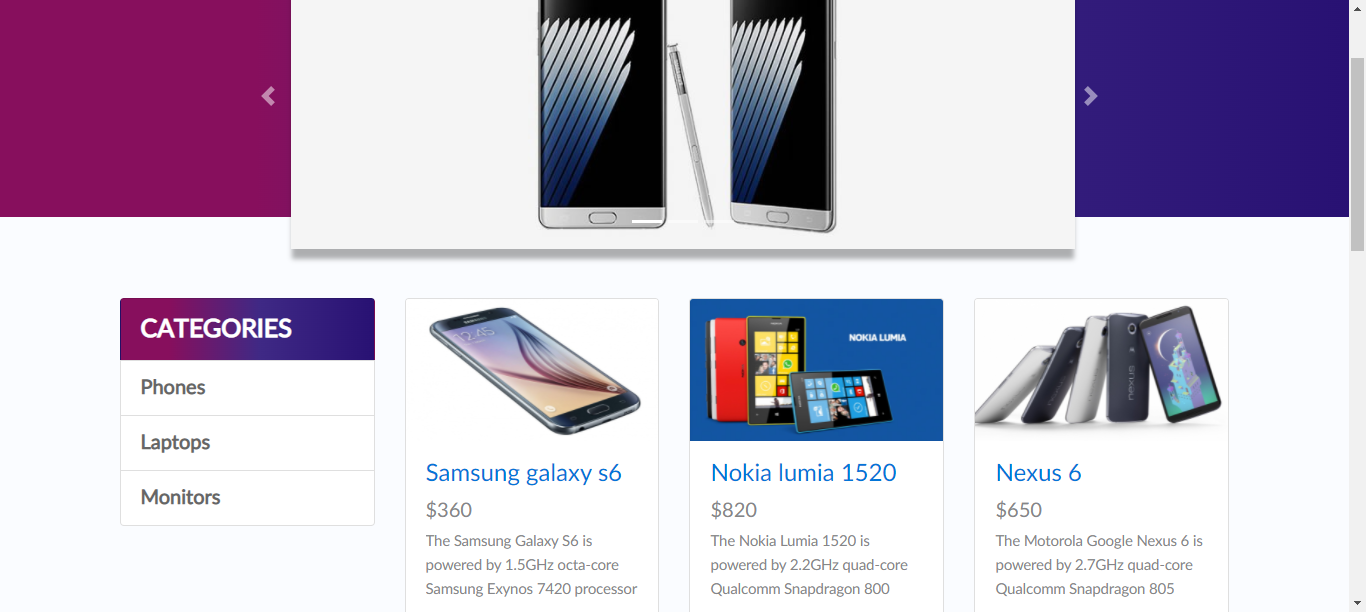 CATEGORIES
Phones
Laptops
Monitors
12:45
Samsung galaxy s6
$360
The Samsung Galaxy S6 is
powered by 1.5GHz octa-core
Samsung Exynos 7420 processor
NOKIA LUMIA
Nokia lumia 1520
$820
The Nokia Lumia 1520 is
powered by 2.2GHz quad-core
Qualcomm Snapdragon 800
nexus
Nexus 6
$650
The Motorola Google Nexus 6 is
powered by 2.7GHz quad-core
Qualcomm Snapdragon 805